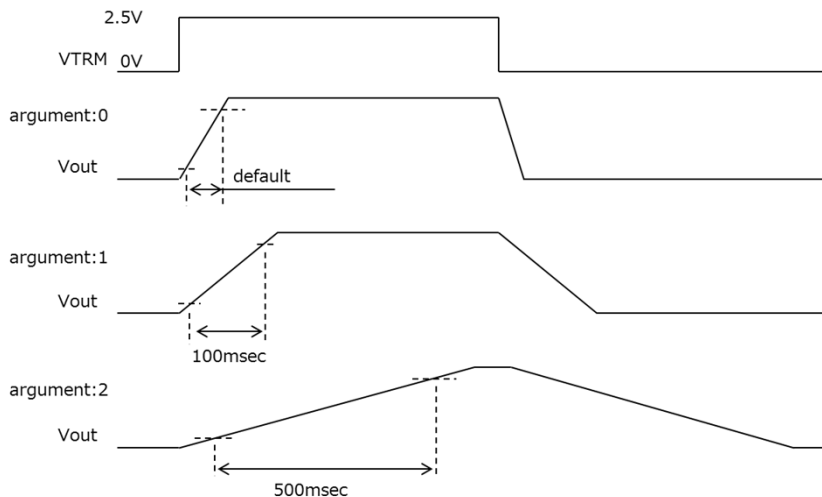 2.5V
VTRM 0V
argument:0
Vout
default
argument:1
Vout
100msec
argument:2
Vout
500msec